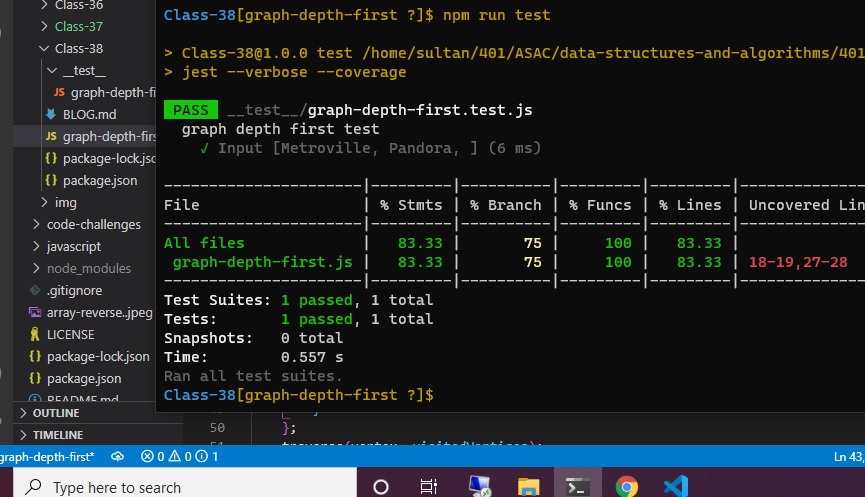 Class-36
Class-37
Class-38
__test__
JS graph-depth-fi
BLOG.md
JS graph-depth-firs
{} package-lock.jsc
{} package.json
img
code-challenges
javascript
node_modules
.gitignore
array-reverse..jpeg
LICENSE
{} package-lock.json
{} package.json
README.md
OUTLINE
TIMELINE
Class-38[graph-depth-first ?]$ npm run test
> Class-38@1.0.0 test /home/sultan/401/ASAC/data-structures-and-algorithms/401
> jest --verbose --coverage
PASS __test__/graph-depth-first.test.js
graph depth first test
√ Input [Metroville, Pandora, ] (6 ms)
---------------------|---------|----------|---------|---------|--------------
File | % Stmts | % Branch | % Funcs | % Lines | Uncovered Lin
---------------------|---------|----------|---------|---------|--------------
All files | 83.33 | 75 | 100 | 83.33 |
graph-depth-first.js | 83.33 | 75 | 100 | 83.33 | 18-19,27-28
---------------------|---------|----------|---------|---------|--------------
Test Suites: 1 passed, 1 total
Tests: 1 passed, 1 total
Snapshots: 0 total
Time: 0.557 s
Ran all test suites.
Class-38[graph-depth-first ?]$
50 };
51 traverse(vertex, visitedVertices);
graph-depth-first* 0 0 1 Ln 43,
Type here to search